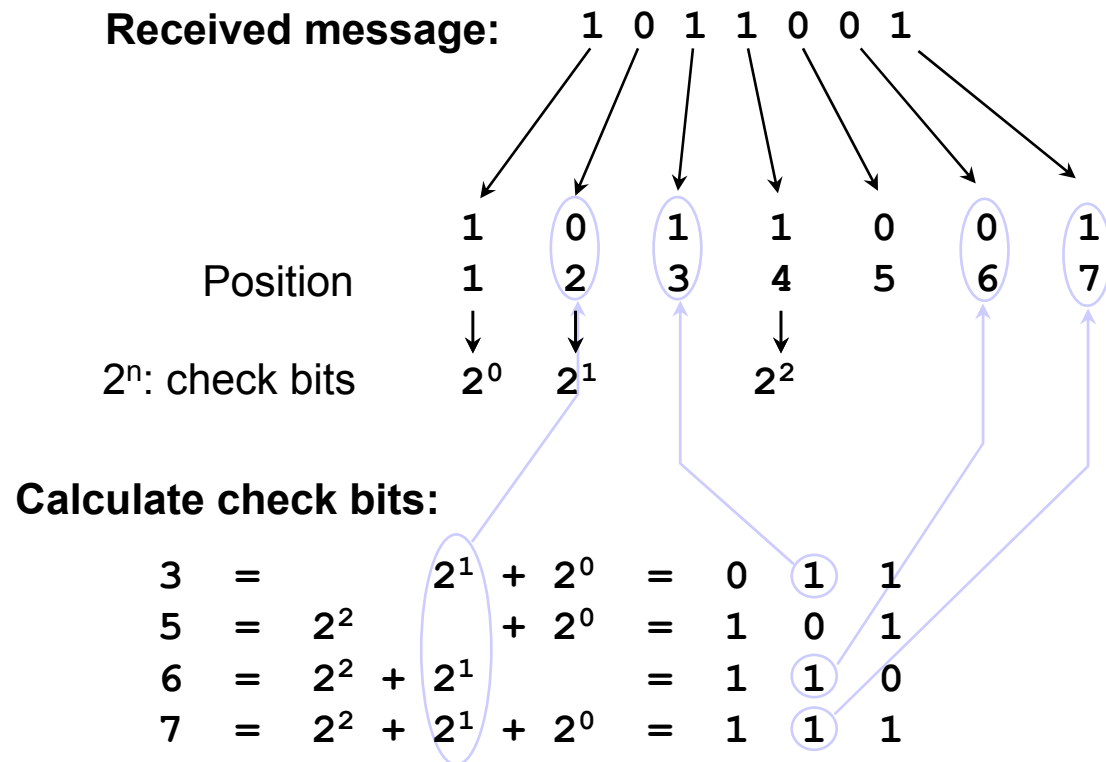 Received message: 1 0 1 1 0 0 1
1 0 1 1 0 0 1
Position 1 2 3 4 5 6 7
2ⁿ: check bits 2⁰ 2¹ 2²
Calculate check bits:
3 = 2¹ + 2⁰ = 0 1 1
5 = 2² + 2⁰ = 1 0 1
6 = 2² + 2¹ = 1 1 0
7 = 2² + 2¹ + 2⁰ = 1 1 1